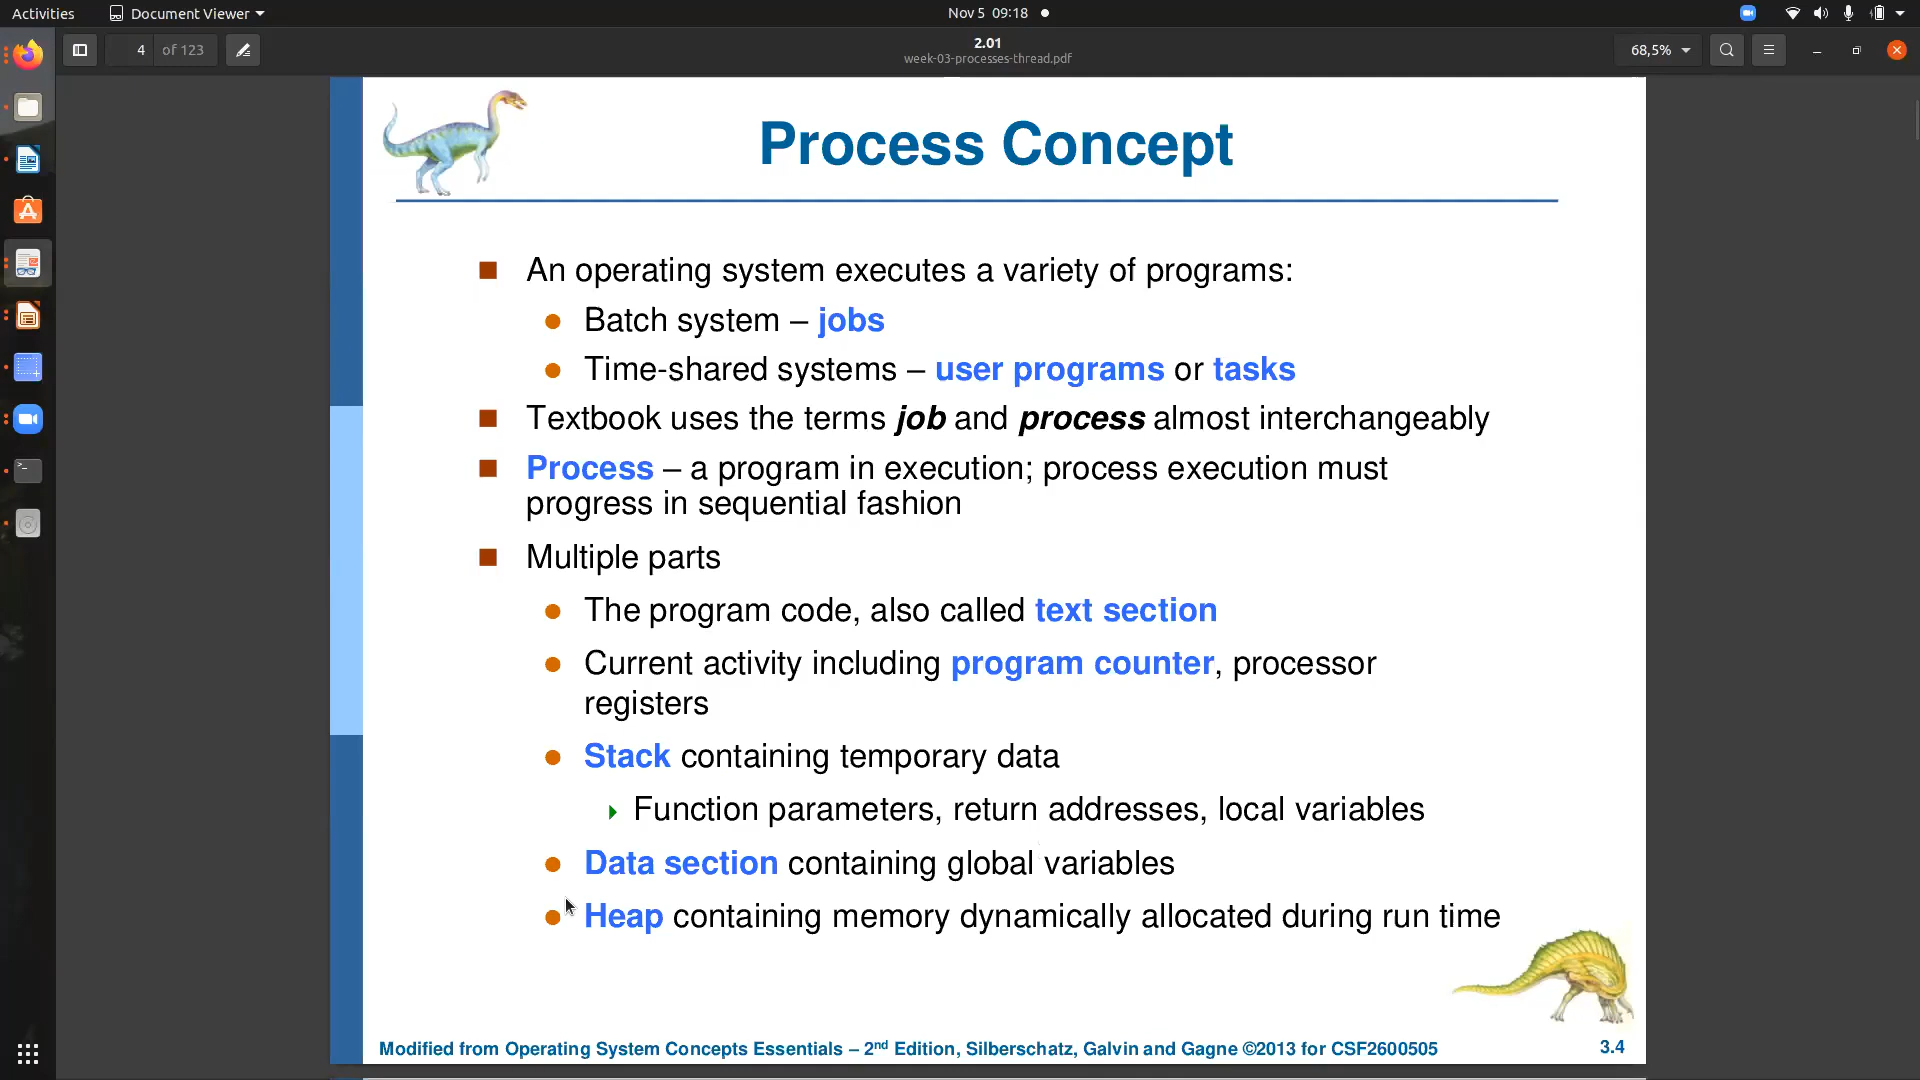 Activities
Document Viewer
Nov 5 09:18
4 of 123
2.01
week-03-processes-thread.pdf
68,5%
Process Concept
An operating system executes a variety of programs:
Batch system – jobs
Time-shared systems – user programs or tasks
Textbook uses the terms job and process almost interchangeably
Process – a program in execution; process execution must
progress in sequential fashion
Multiple parts
The program code, also called text section
Current activity including program counter, processor
registers
Stack containing temporary data
Function parameters, return addresses, local variables
Data section containing global variables
Heap containing memory dynamically allocated during run time
Modified from Operating System Concepts Essentials – 2nd Edition, Silberschatz, Galvin and Gagne ©2013 for CSF2600505
3.4